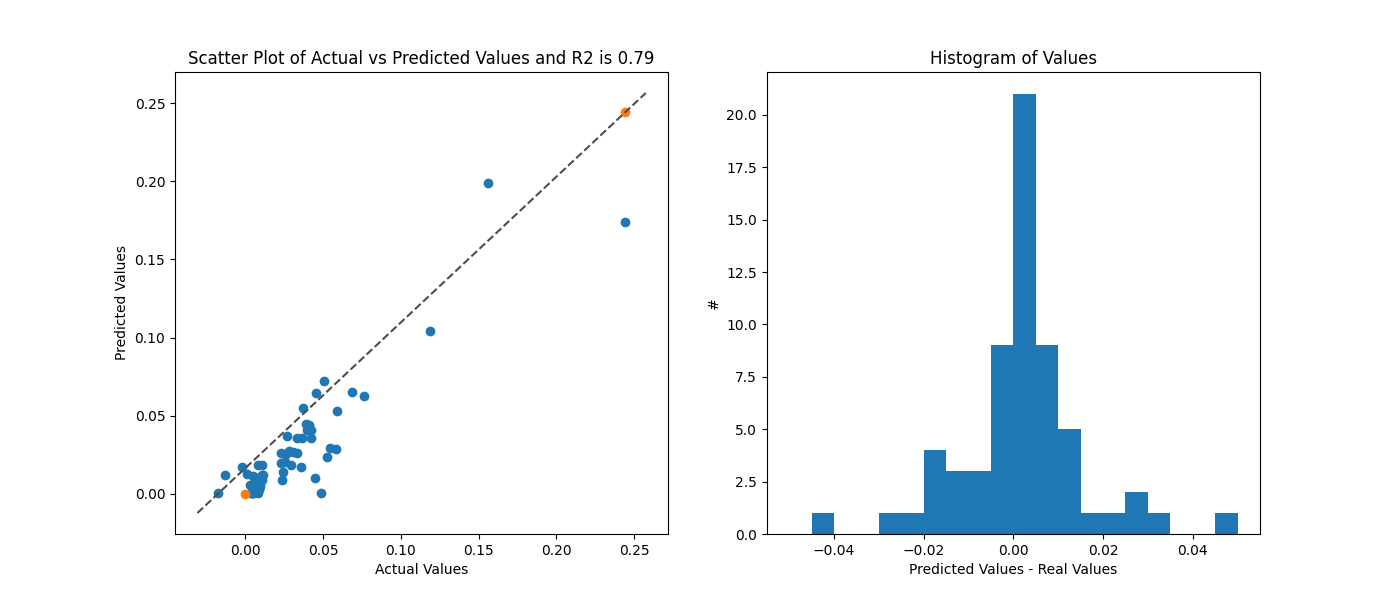 Scatter Plot of Actual vs Predicted Values and R2 is 0.79
Predicted Values
0.25
0.20
0.15
0.10
0.05
0.00
0.00 0.05 0.10 0.15 0.20 0.25
Actual Values
Histogram of Values
#
20.0
17.5
15.0
12.5
10.0
7.5
5.0
2.5
0.0
−0.04 −0.02 0.00 0.02 0.04
Predicted Values - Real Values